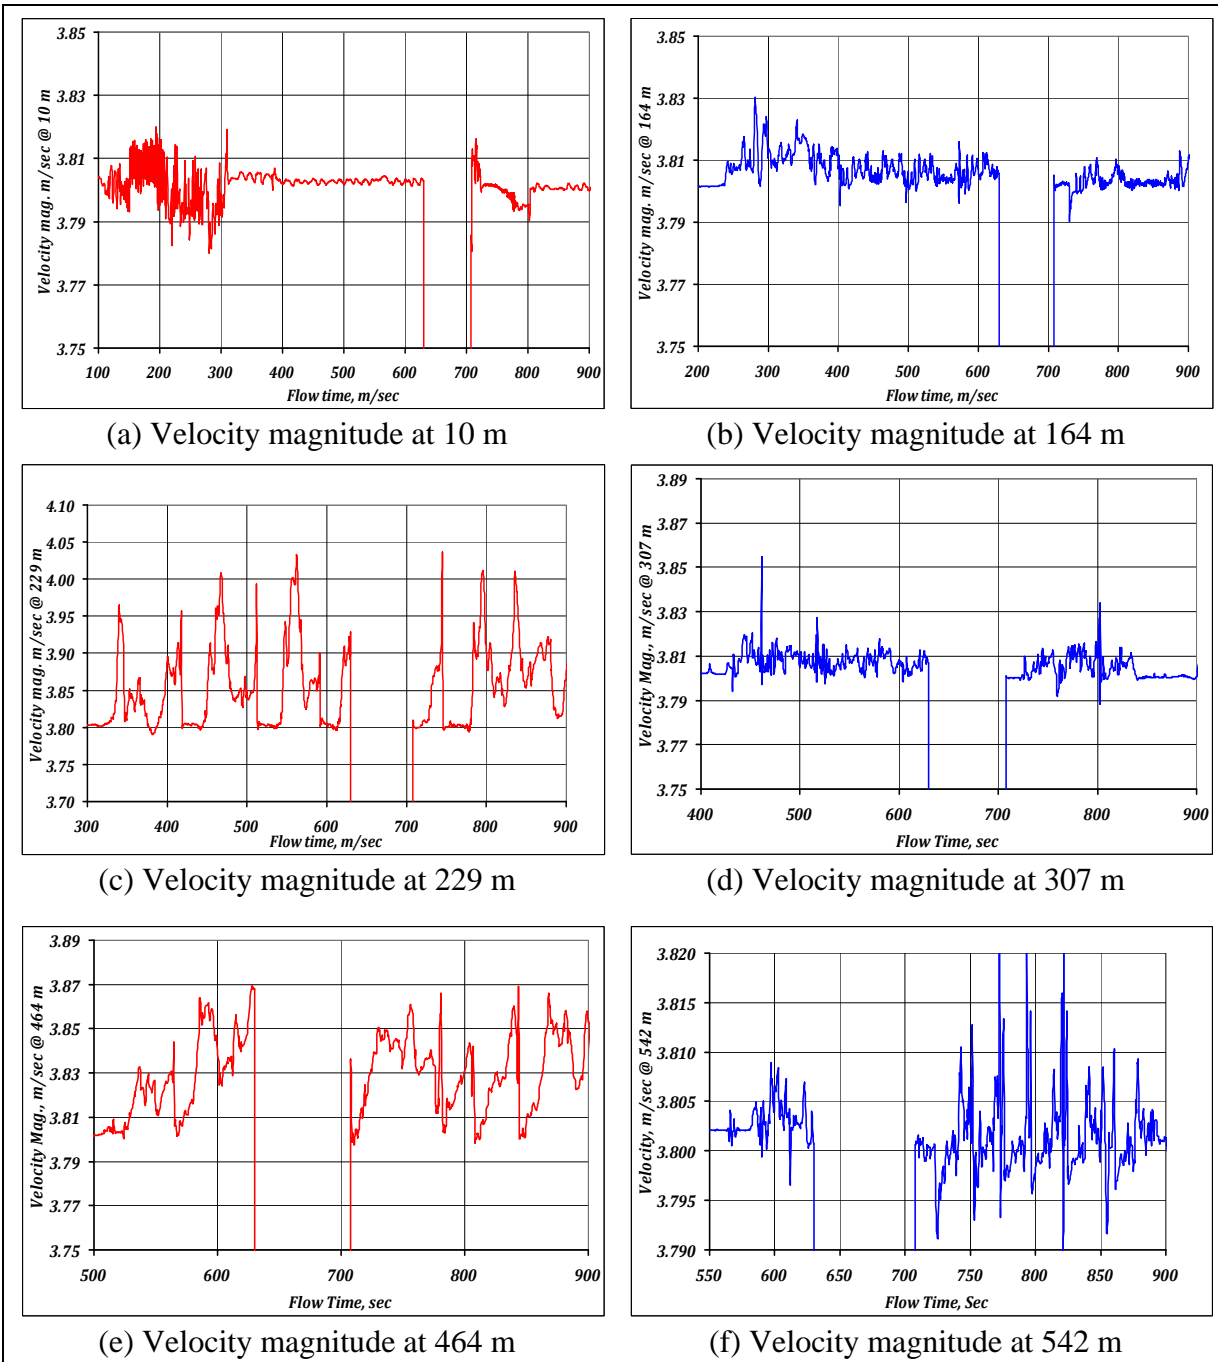 3.85
3.83
3.81
3.79
3.77
3.75
Velocity mag. m/sec @ 10 m
100 200 300 400 500 600 700 800 900
Flow time, m/sec
(a) Velocity magnitude at 10 m
3.85
3.83
3.81
3.79
3.77
3.75
Velocity mag. m/sec @ 164 m
200 300 400 500 600 700 800 900
Flow time, m/sec
(b) Velocity magnitude at 164 m
4.10
4.05
4.00
3.95
3.90
3.85
3.80
3.75
3.70
Velocity mag. m/sec @ 229 m
300 400 500 600 700 800 900
Flow time, m/sec
(c) Velocity magnitude at 229 m
3.89
3.87
3.85
3.83
3.81
3.79
3.77
3.75
Velocity Mag., m/sec @ 307 m
400 500 600 700 800 900
Flow Time, sec
(d) Velocity magnitude at 307 m
3.89
3.87
3.85
3.83
3.81
3.79
3.75
Velocity Mag., m/sec @ 464 m
500 600 700 800 900
Flow Time, sec
(e) Velocity magnitude at 464 m
3.820
3.815
3.810
3.805
3.800
3.795
3.790
Velocity, m/sec @ 542 m
550 600 650 700 750 800 850 900
Flow Time, Sec
(f) Velocity magnitude at 542 m